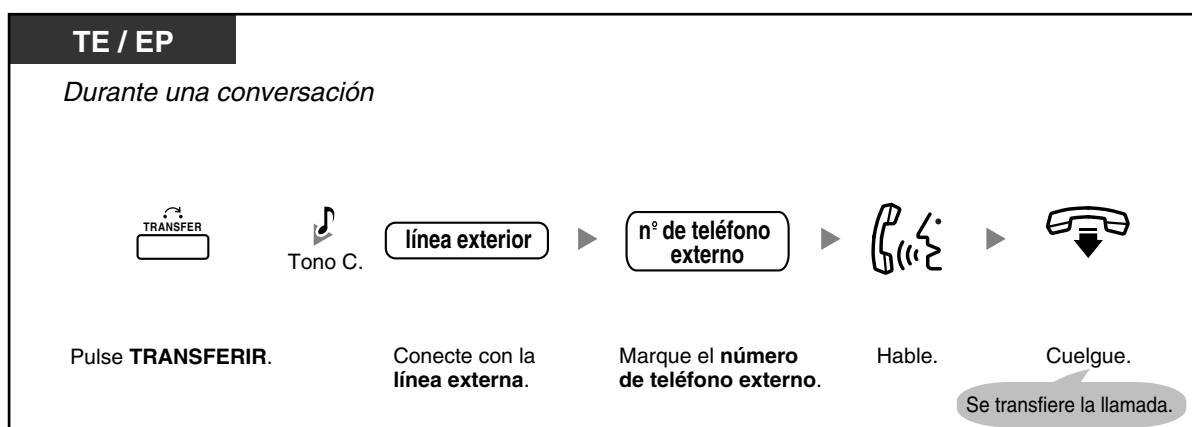 TE / EP
Durante una conversación
TRANSFER
Tono C.
línea exterior
n° de teléfono
externo
Pulse TRANSFERIR.
Conecte con la
línea externa.
Marque el número
de teléfono externo.
Hable.
Cuelgue.
Se transfiere la llamada.